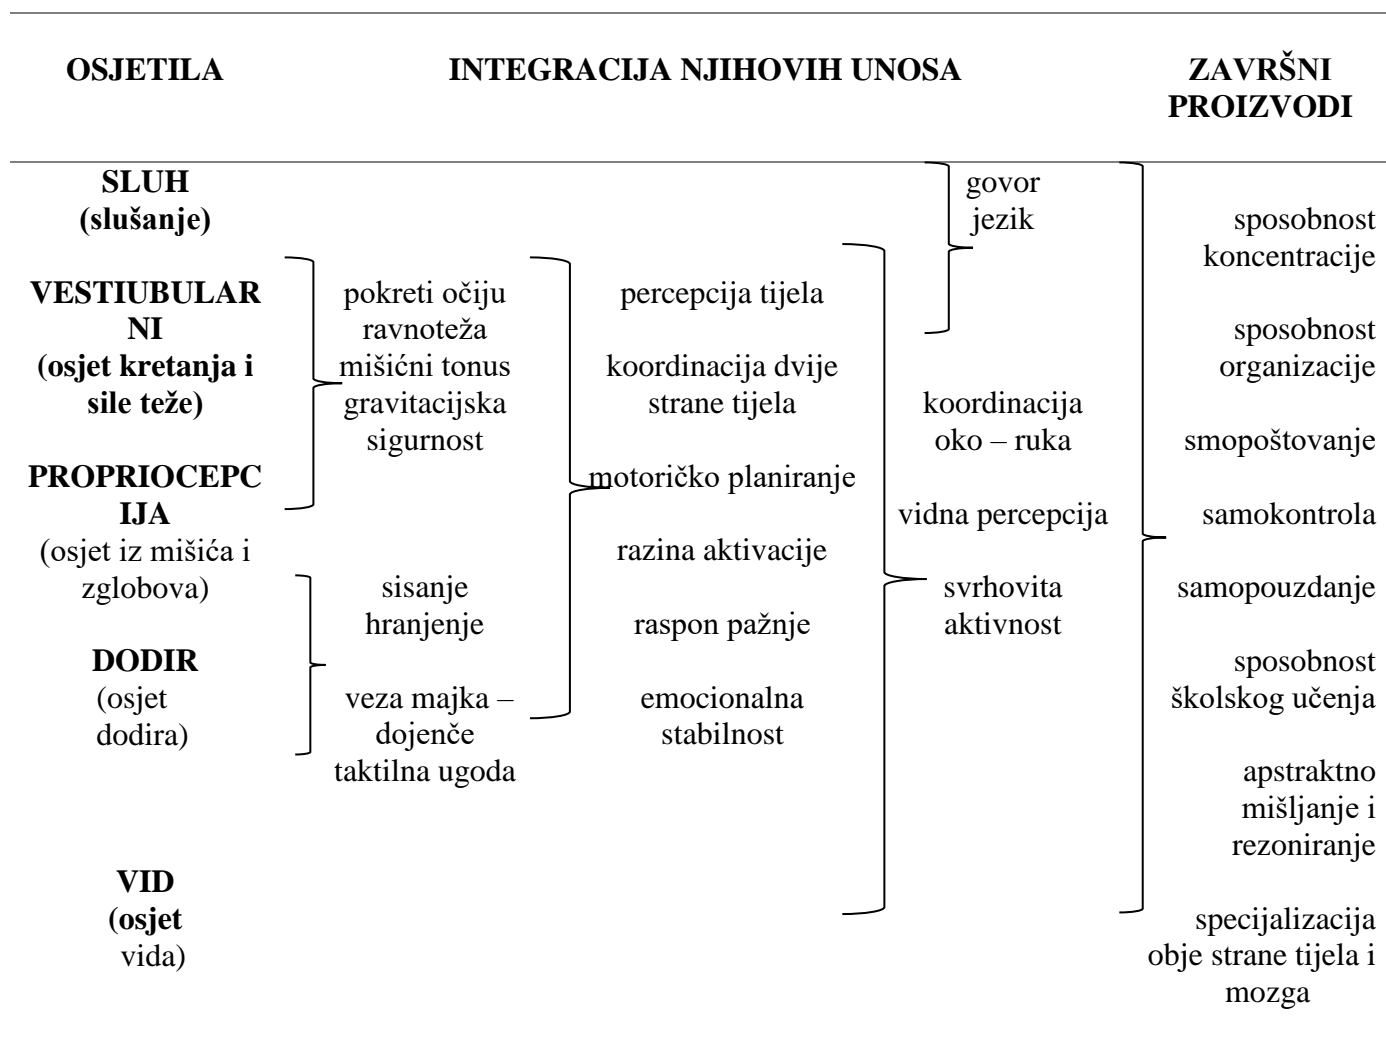 OSJETILA
INTEGRACIJA NJIHOVIH UNOSA
ZAVRŠNI
PROIZVODI
SLUH
(slušanje)
VESTIUBULAR
NI
(osjet kretanja i
sile teže)
PROPRIOCEPC
IJA
(osjet iz mišića i
zglobova)
DODIR
(osjet
dodira)
VID
(osjet
vida)
pokreti očiju
ravnoteža
mišićni tonus
gravitacijska
sigurnost
sisanje
hranjenje
veza majka –
dojenče
taktilna ugoda
percepcija tijela
koordinacija dvije
strane tijela
motoričko planiranje
razina aktivacije
raspon pažnje
emocionalna
stabilnost
govor
jezik
koordinacija
oko – ruka
vidna percepcija
svrhovita
aktivnost
sposobnost
koncentracije
sposobnost
organizacije
smopoštovanje
samokontrola
samopouzdanje
sposobnost
školskog učenja
apstraktno
mišljanje i
rezoniranje
specijalizacija
obje strane tijela i
mozga